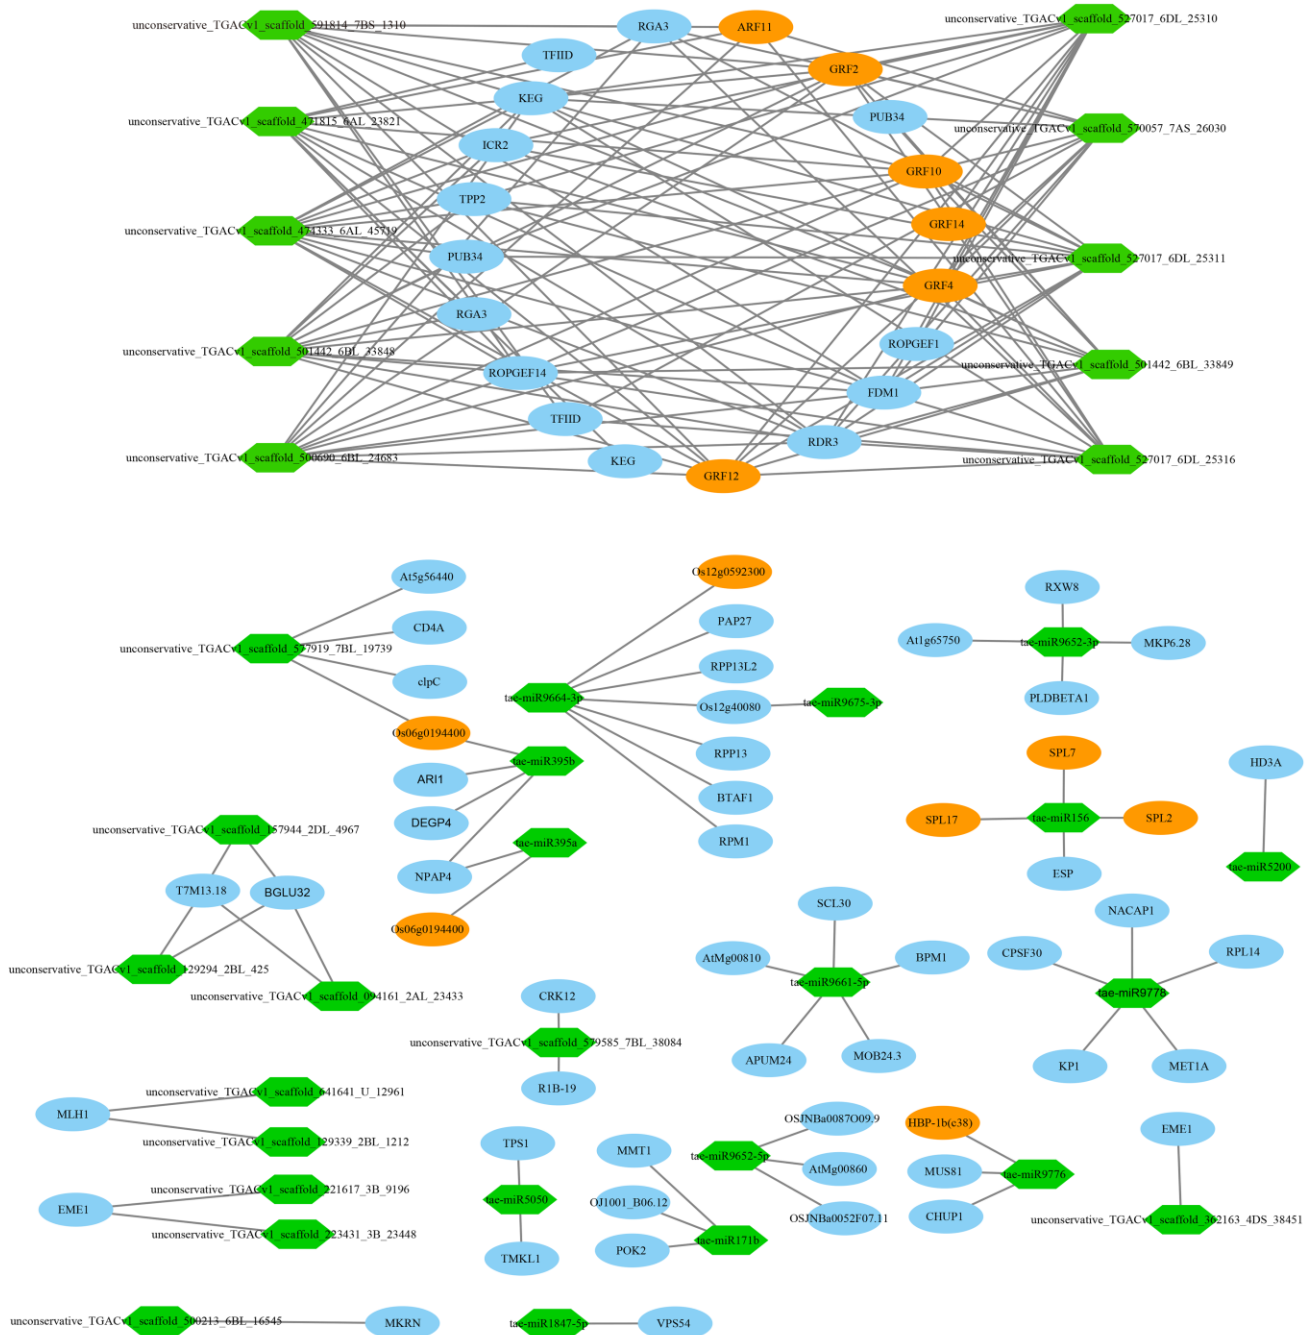 unconservative_TGACv1_scaffold_591814_7BS_1310
RGA3
ARF11
unconservative_TGACv1_scaffold_527017_6DL_25310
TFIID
GRF2
KEG
PUB34
unconservative_TGACv1_scaffold_471815_6AL_23821
unconservative_TGACv1_scaffold_570057_7AS_26030
ICR2
GRF10
TPP2
GRF14
unconservative_TGACv1_scaffold_471333_6AL_45719
PUB34
unconservative_TGACv1_scaffold_527017_6DL_25311
GRF4
RGA3
ROPGEF1
unconservative_TGACv1_scaffold_501442_6BL_33848
unconservative_TGACv1_scaffold_501442_6BL_33849
ROPGEF14
FDM1
TFIID
RDR3
unconservative_TGACv1_scaffold_500690_6BL_24683
KEG
GRF12
unconservative_TGACv1_scaffold_527017_6DL_25316
At5g56440
CD4A
unconservative_TGACv1_scaffold_577919_7BL_19739
clpC
Os06g0194400
tae-miR395b
ARI1
DEGP4
tae-miR395a
NPAP4
Os06g0194400
Os12g0592300
PAP27
RPP13L2
tae-miR9664-3p
Os12g40080
tae-miR9675-3p
RPP13
BTAF1
RPM1
RXW8
At1g65750
tae-miR9652-3p
MKP6.28
PLDBETA1
SPL7
SPL17
tae-miR156
SPL2
ESP
HD3A
tae-miR5200
unconservative_TGACv1_scaffold_157944_2DL_4967
T7M13.18
BGLU32
unconservative_TGACv1_scaffold_129294_2BL_425
unconservative_TGACv1_scaffold_094161_2AL_23433
CRK12
unconservative_TGACv1_scaffold_579585_7BL_38084
R1B-19
SCL30
AtMg00810
BPM1
tae-miR9661-5p
APUM24
MOB24.3
NACAP1
CPSF30
RPL14
tae-miR9778
KP1
MET1A
unconservative_TGACv1_scaffold_641641_U_12961
MLH1
unconservative_TGACv1_scaffold_129339_2BL_1212
unconservative_TGACv1_scaffold_221617_3B_9196
EME1
unconservative_TGACv1_scaffold_223431_3B_23448
TPS1
tae-miR5050
TMKL1
MMT1
OJ1001_B06.12
POK2
tae-miR171b
OSJNBa0087O09.9
tae-miR9652-5p
AtMg00860
OSJNBa0052F07.11
HBP-1b(c38)
MUS81
tae-miR9776
CHUP1
EME1
unconservative_TGACv1_scaffold_362163_4DS_38451
unconservative_TGACv1_scaffold_500213_6BL_16545
MKRN
tae-miR1847-5p
VPS54